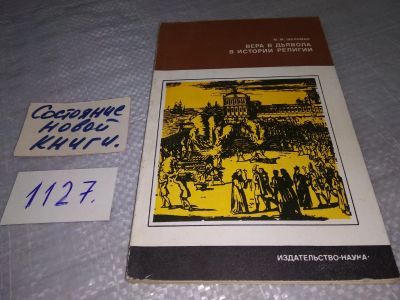 ВЕРА В ДЬЯВОЛА
В ИСТОРИИ РЕЛИГИИ
Состояние
новой
книги.
1127.
ИЗДАТЕЛЬСТВО·НАУКА·